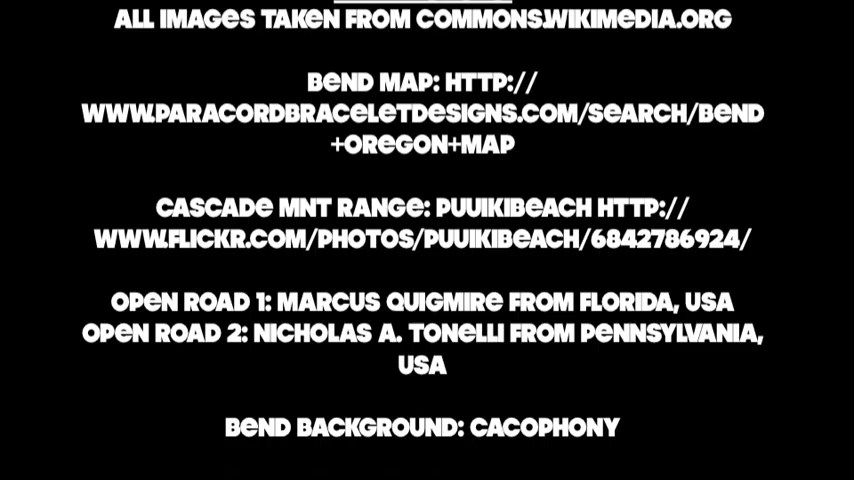 ALL IMAGES TAKEN FROM COMMONS.WIKIMEDIA.ORG
BEND MAP: HTTP://
WWW.PARACORDBRACELETDESIGNS.COM/SEARCH/BEND
+OREGON+MAP
CASCADE MNT RANGE: PUUIKIBEACH HTTP://
WWW.FLICKR.COM/PHOTOS/PUUIKIBEACH/6842786924/
OPEN ROAD 1: MARCUS QUIGMIRE FROM FLORIDA, USA
OPEN ROAD 2: NICHOLAS A. TONELLI FROM PENNSYLVANIA,
USA
BEND BACKGROUND: CACOPHONY